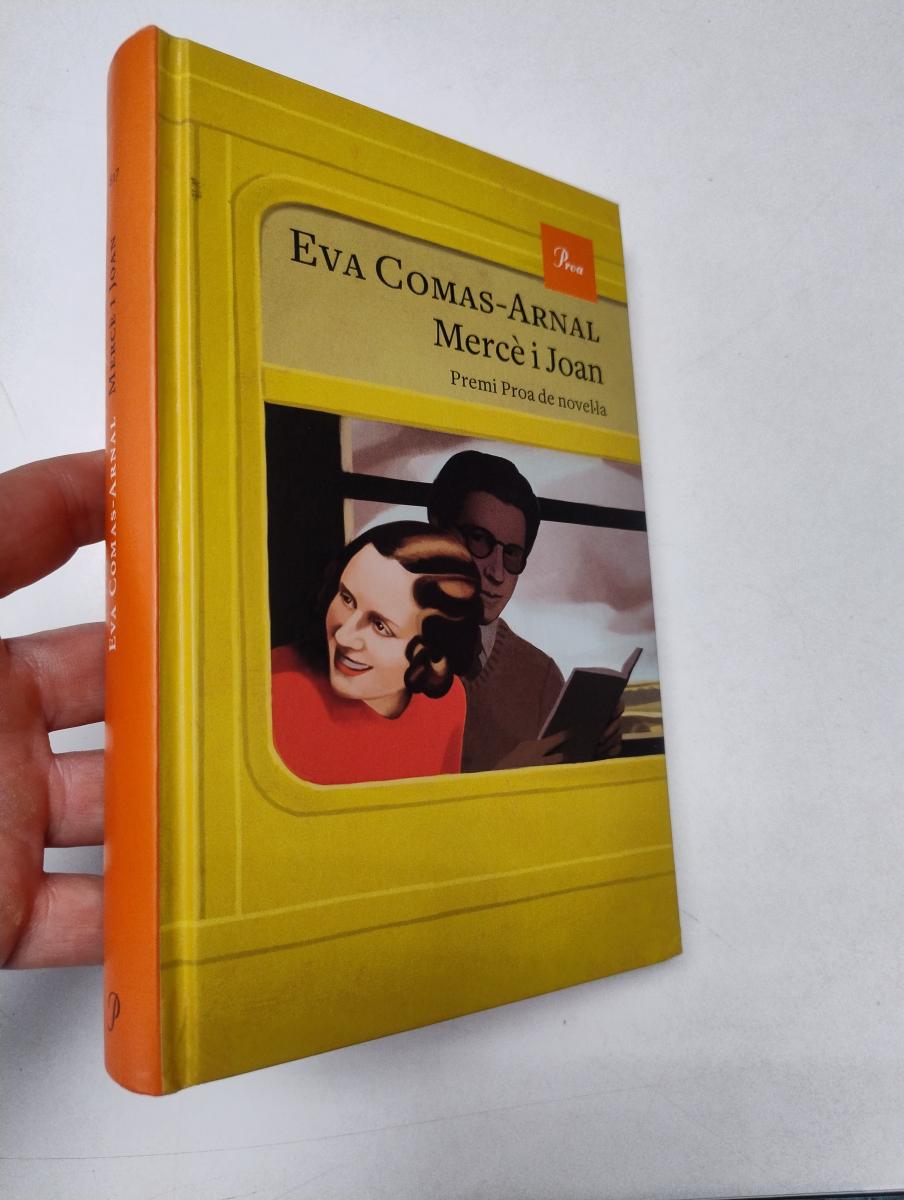 Proa
EVA COMAS-ARNAL
Mercè i Joan
Premi Proa de novel·la
EVA COMAS-ARNAL MERCÈ I JOAN
P